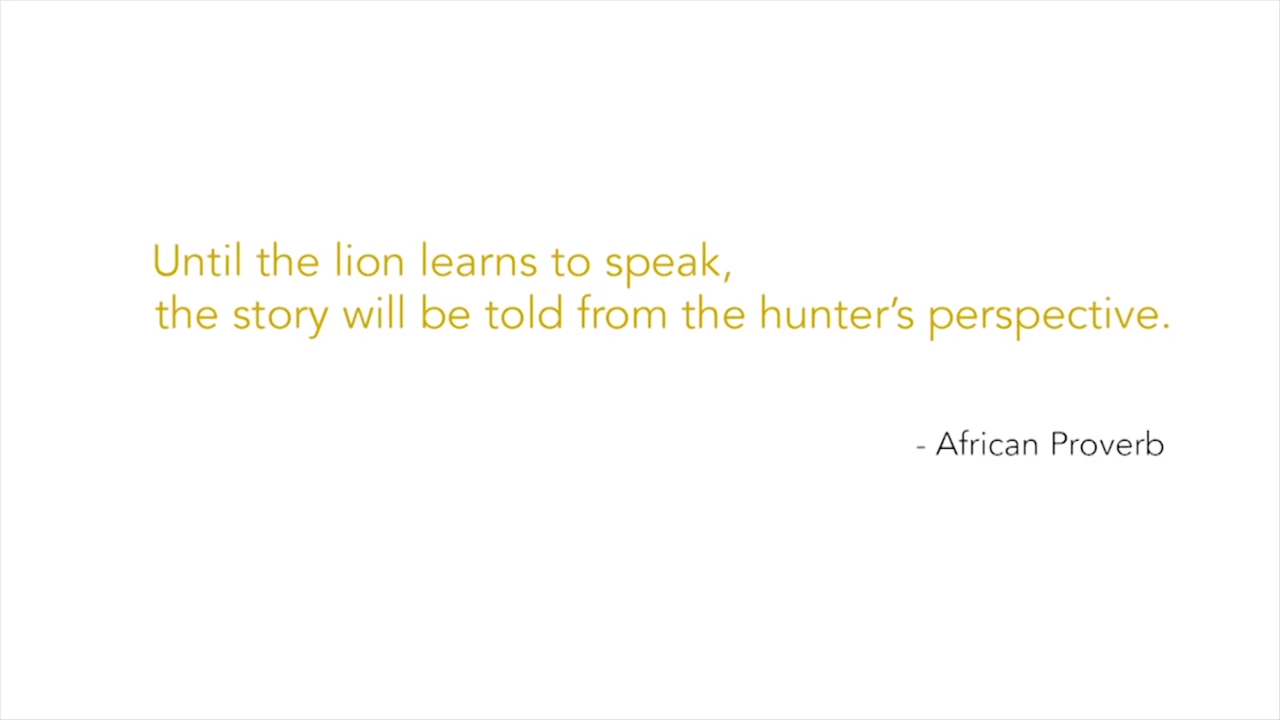 Until the lion learns to speak,
the story will be told from the hunter’s perspective.
- African Proverb